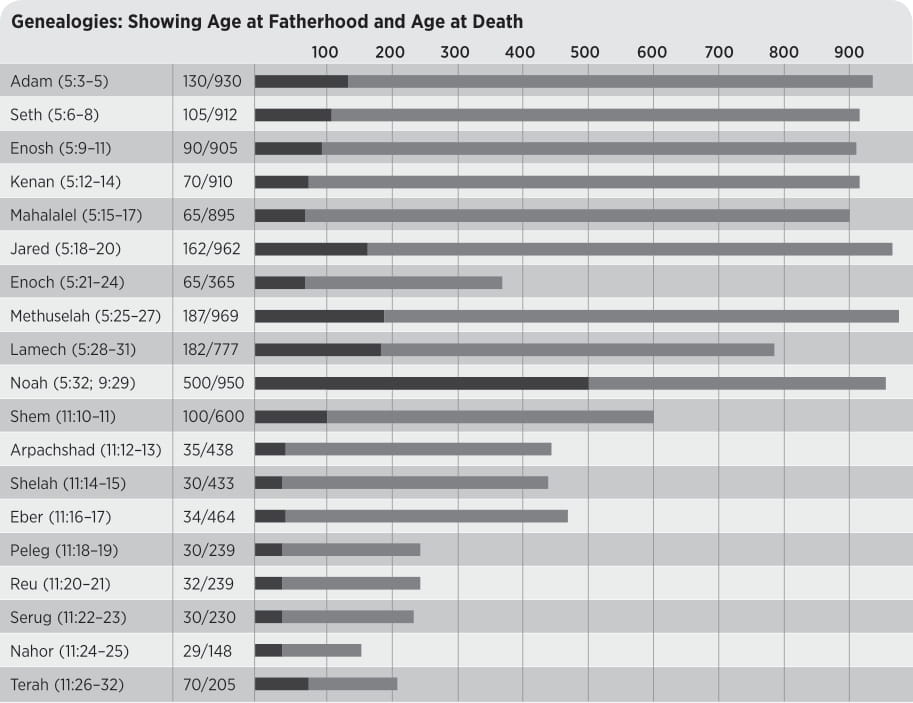 Genealogies: Showing Age at Fatherhood and Age at Death
100 200 300 400 500 600 700 800 900
Adam (5:3–5) 130/930
Seth (5:6–8) 105/912
Enosh (5:9–11) 90/905
Kenan (5:12–14) 70/910
Mahalalel (5:15–17) 65/895
Jared (5:18–20) 162/962
Enoch (5:21–24) 65/365
Methuselah (5:25–27) 187/969
Lamech (5:28–31) 182/777
Noah (5:32; 9:29) 500/950
Shem (11:10–11) 100/600
Arpachshad (11:12–13) 35/438
Shelah (11:14–15) 30/433
Eber (11:16–17) 34/464
Peleg (11:18–19) 30/239
Reu (11:20–21) 32/239
Serug (11:22–23) 30/230
Nahor (11:24–25) 29/148
Terah (11:26–32) 70/205